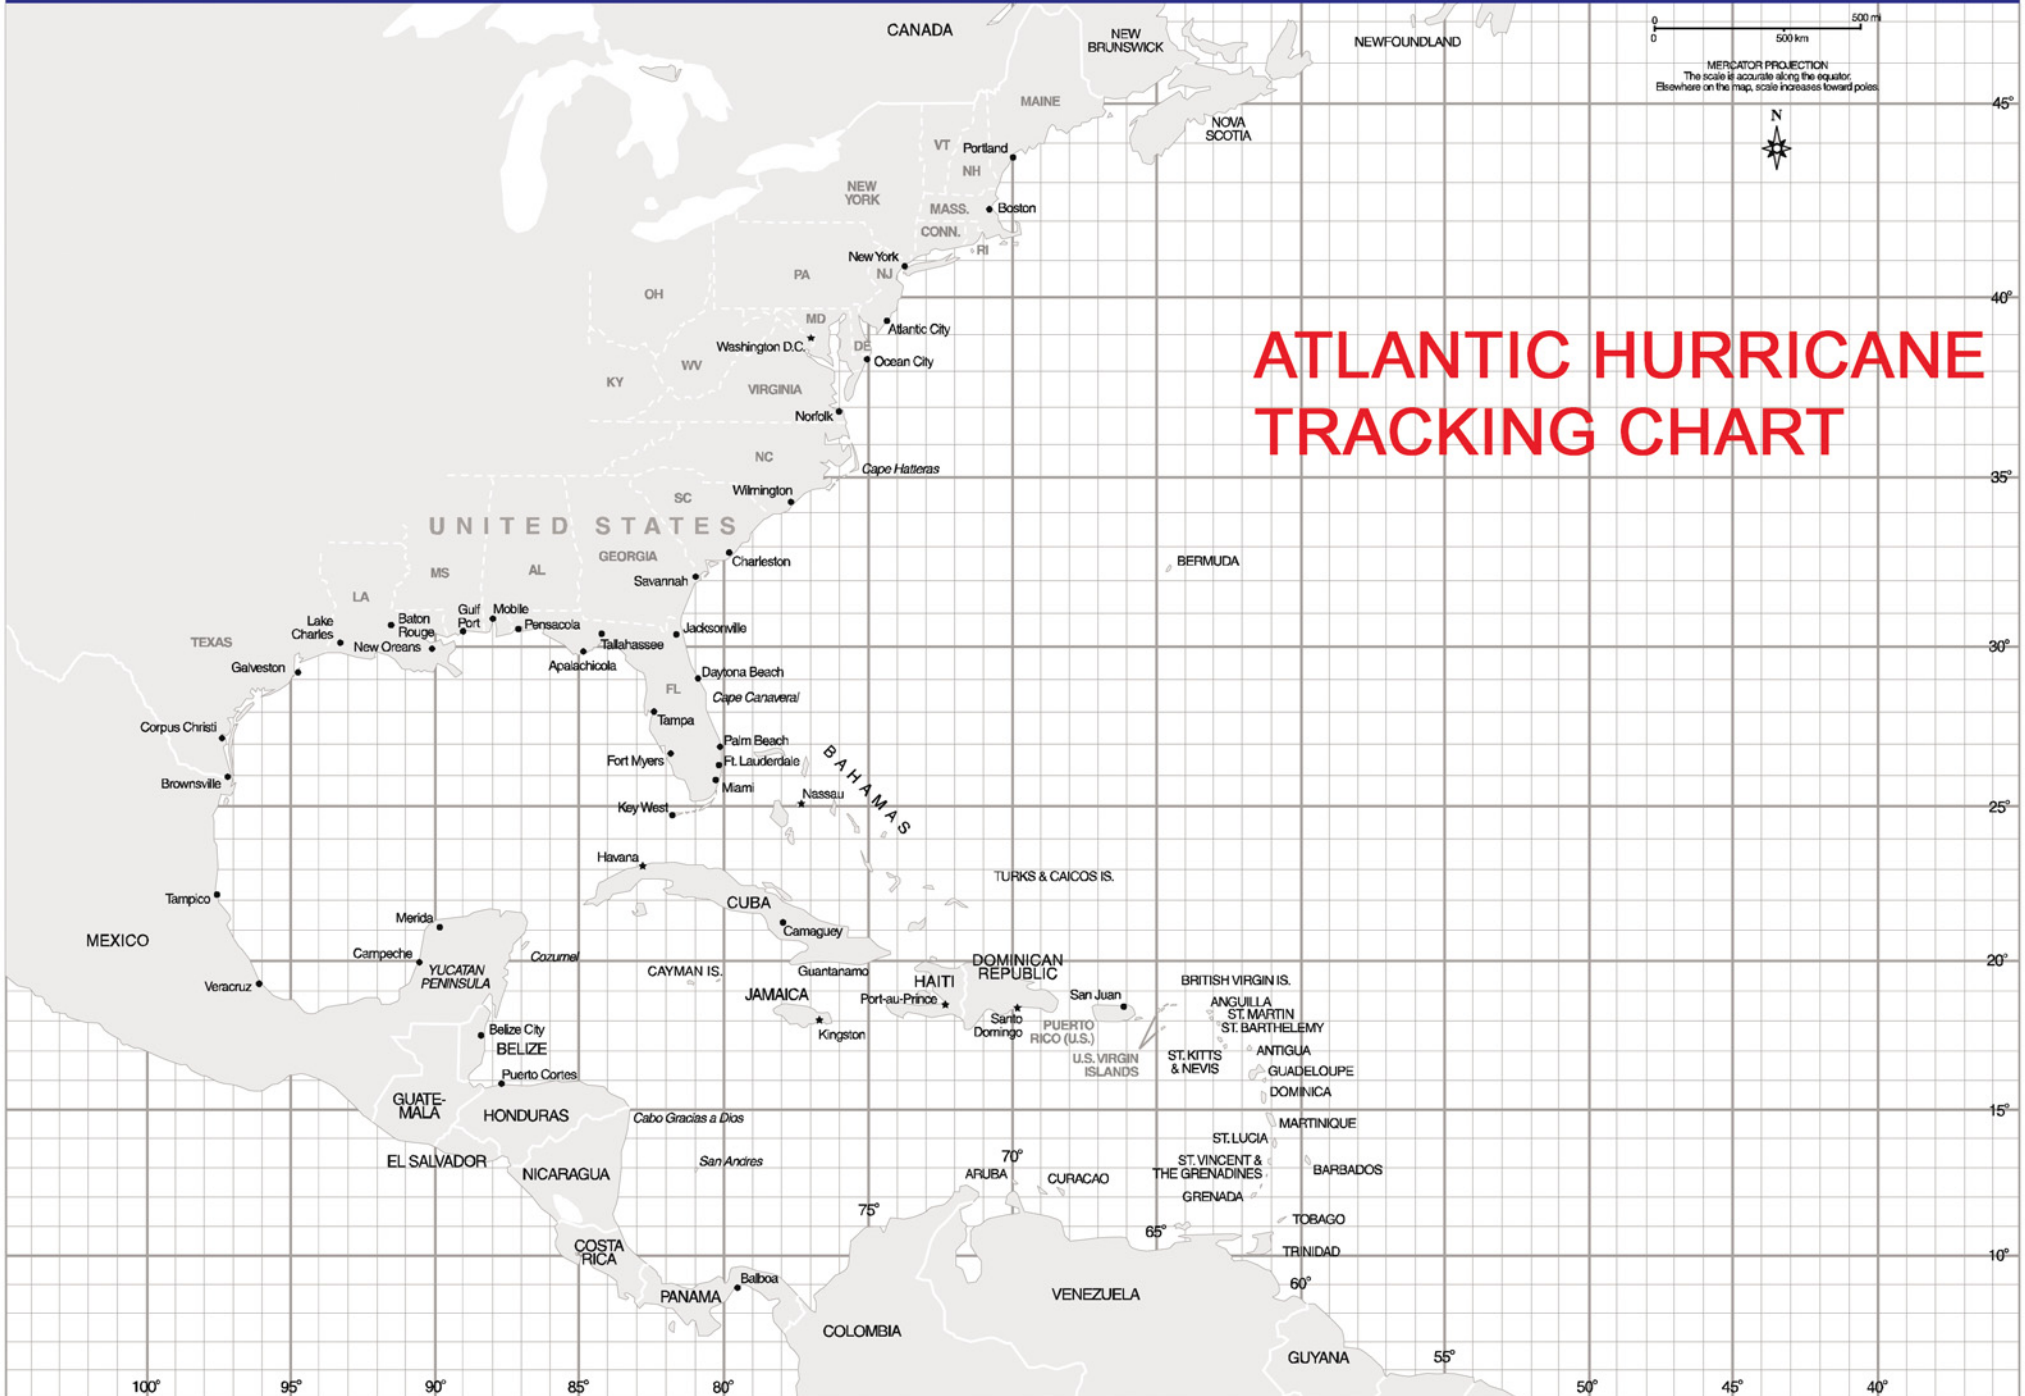 CANADA
NEW
BRUNSWICK
NEWFOUNDLAND
0
500 mi
0
500 km
MERCATOR PROJECTION
The scale is accurate along the equator.
Elsewhere on the map, scale increases toward poles.
N
MAINE
45°
NOVA
SCOTIA
VT
Portland
NH
NEW
YORK
MASS.
Boston
CONN.
RI
New York
PA
NJ
OH
40°
MD
Atlantic City
Washington D.C.
DE
Ocean City
WV
KY
VIRGINIA
Norfolk
ATLANTIC HURRICANE
TRACKING CHART
NC
Cape Hatteras
35°
SC
Wilmington
UNITED STATES
GEORGIA
Charleston
BERMUDA
MS
AL
Savannah
LA
TEXAS
Lake
Charles
Baton
Rouge
Gulf
Port
Mobile
Pensacola
New Oreans
Tallahassee
Jacksonville
30°
Apalachicola
Galveston
Daytona Beach
FL
Cape Canaveral
Tampa
Corpus Christi
Palm Beach
Fort Myers
Ft. Lauderdale
BAHAMAS
Brownsville
Miami
Nassau
Key West
25°
Havana
TURKS & CAICOS IS.
Tampico
CUBA
Merida
Camaguey
MEXICO
Campeche
Cozumel
YUCATAN
PENINSULA
CAYMAN IS.
Guantanamo
DOMINICAN
REPUBLIC
20°
Veracruz
JAMAICA
HAITI
Port-au-Prince
San Juan
BRITISH VIRGIN IS.
ANGUILLA
ST. MARTIN
ST. BARTHELEMY
Kingston
Santo
Domingo
PUERTO
RICO (U.S.)
Belize City
BELIZE
U.S. VIRGIN
ISLANDS
ST. KITTS
& NEVIS
ANTIGUA
GUADELOUPE
Puerto Cortes
DOMINICA
GUATE-
MALA
HONDURAS
Cabo Gracias a Dios
15°
MARTINIQUE
ST. LUCIA
EL SALVADOR
NICARAGUA
San Andres
70°
ARUBA
CURACAO
ST. VINCENT &
THE GRENADINES
BARBADOS
GRENADA
75°
65°
TOBAGO
COSTA
RICA
TRINIDAD
10°
60°
Balboa
PANAMA
VENEZUELA
COLOMBIA
GUYANA
55°
100°
95°
90°
85°
80°
50°
45°
40°